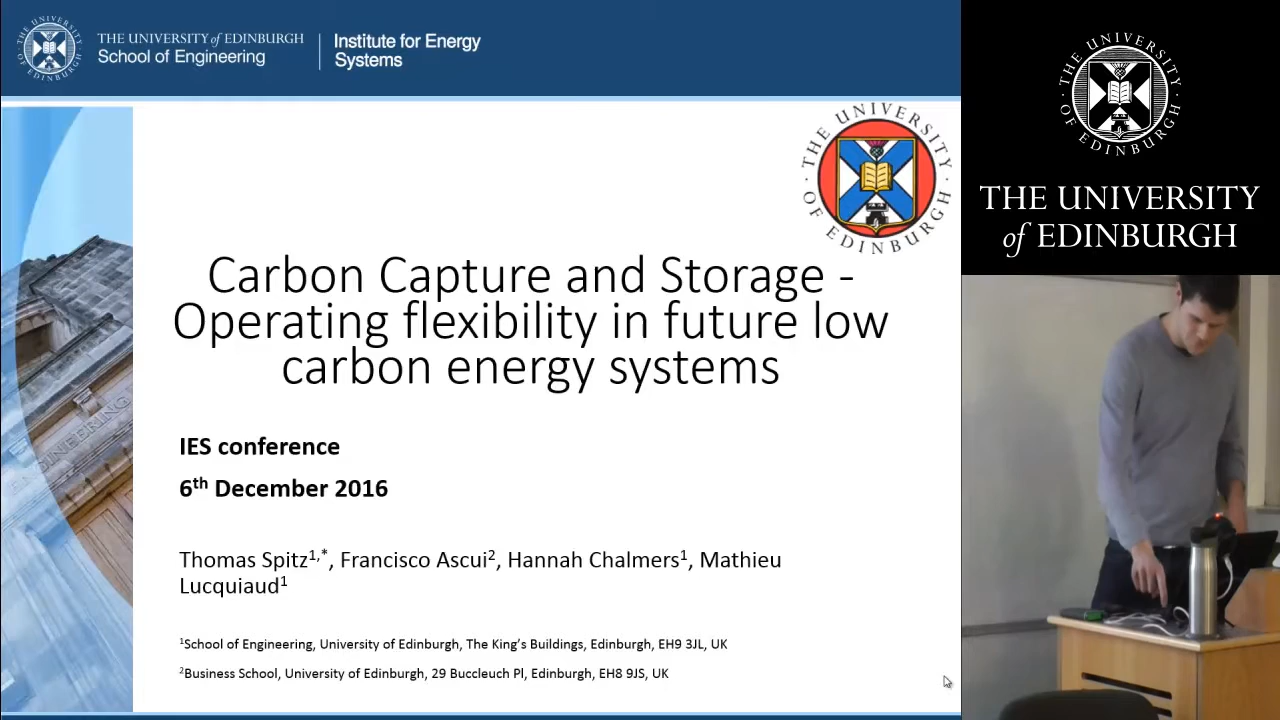 THE UNIVERSITY of EDINBURGH
School of Engineering
Institute for Energy
Systems
THE UNIVERSITY OF EDINBURGH
Carbon Capture and Storage -
Operating flexibility in future low
carbon energy systems
IES conference
6th December 2016
Thomas Spitz1,*, Francisco Ascui2, Hannah Chalmers1, Mathieu
Lucquiaud1
1School of Engineering, University of Edinburgh, The King's Buildings, Edinburgh, EH9 3JL, UK
2Business School, University of Edinburgh, 29 Buccleuch Pl, Edinburgh, EH8 9JS, UK
THE UNIVERSITY OF EDINBURGH
THE UNIVERSITY
of EDINBURGH